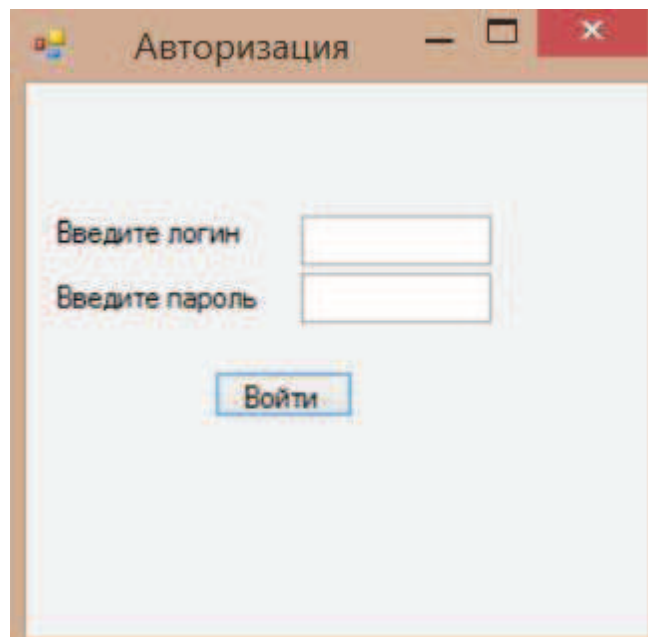 Авторизация
Введите логин
Введите пароль
Войти